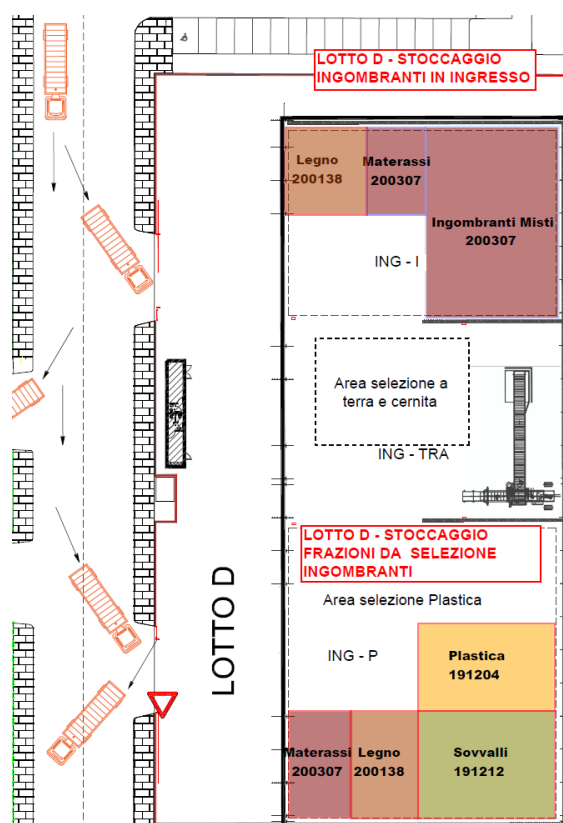 LOTTO D - STOCCAGGIO
INGOMBRANTI IN INGRESSO
Legno
200138
Materassi
200307
Ingombranti Misti
200307
ING - I
Area selezione a
terra e cernita
ING - TRA
LOTTO D - STOCCAGGIO
FRAZIONI DA SELEZIONE
INGOMBRANTI
Area selezione Plastica
LOTTO D
ING - P
Plastica
191204
Materassi
200307
Legno
200138
Sovvalli
191212